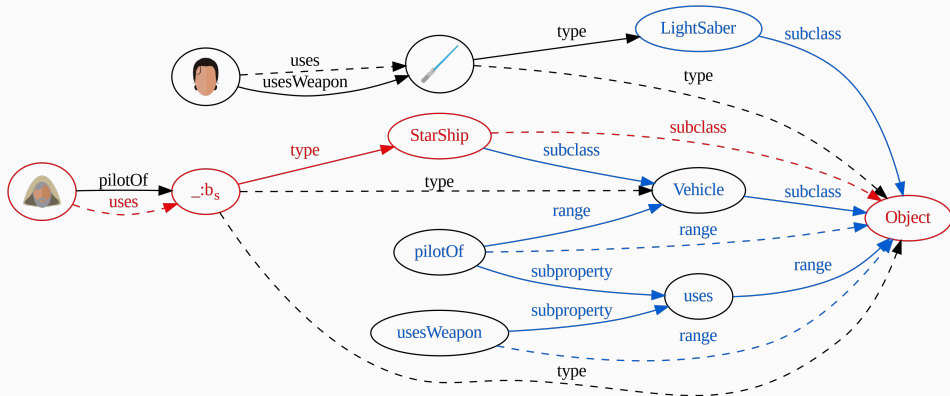 type
LightSaber
subclass
uses
usesWeapon
type
StarShip
subclass
type
subclass
pilotOf
uses
_:bs
type
Vehicle
subclass
range
range
Object
pilotOf
subproperty
range
uses
subproperty
usesWeapon
range
type